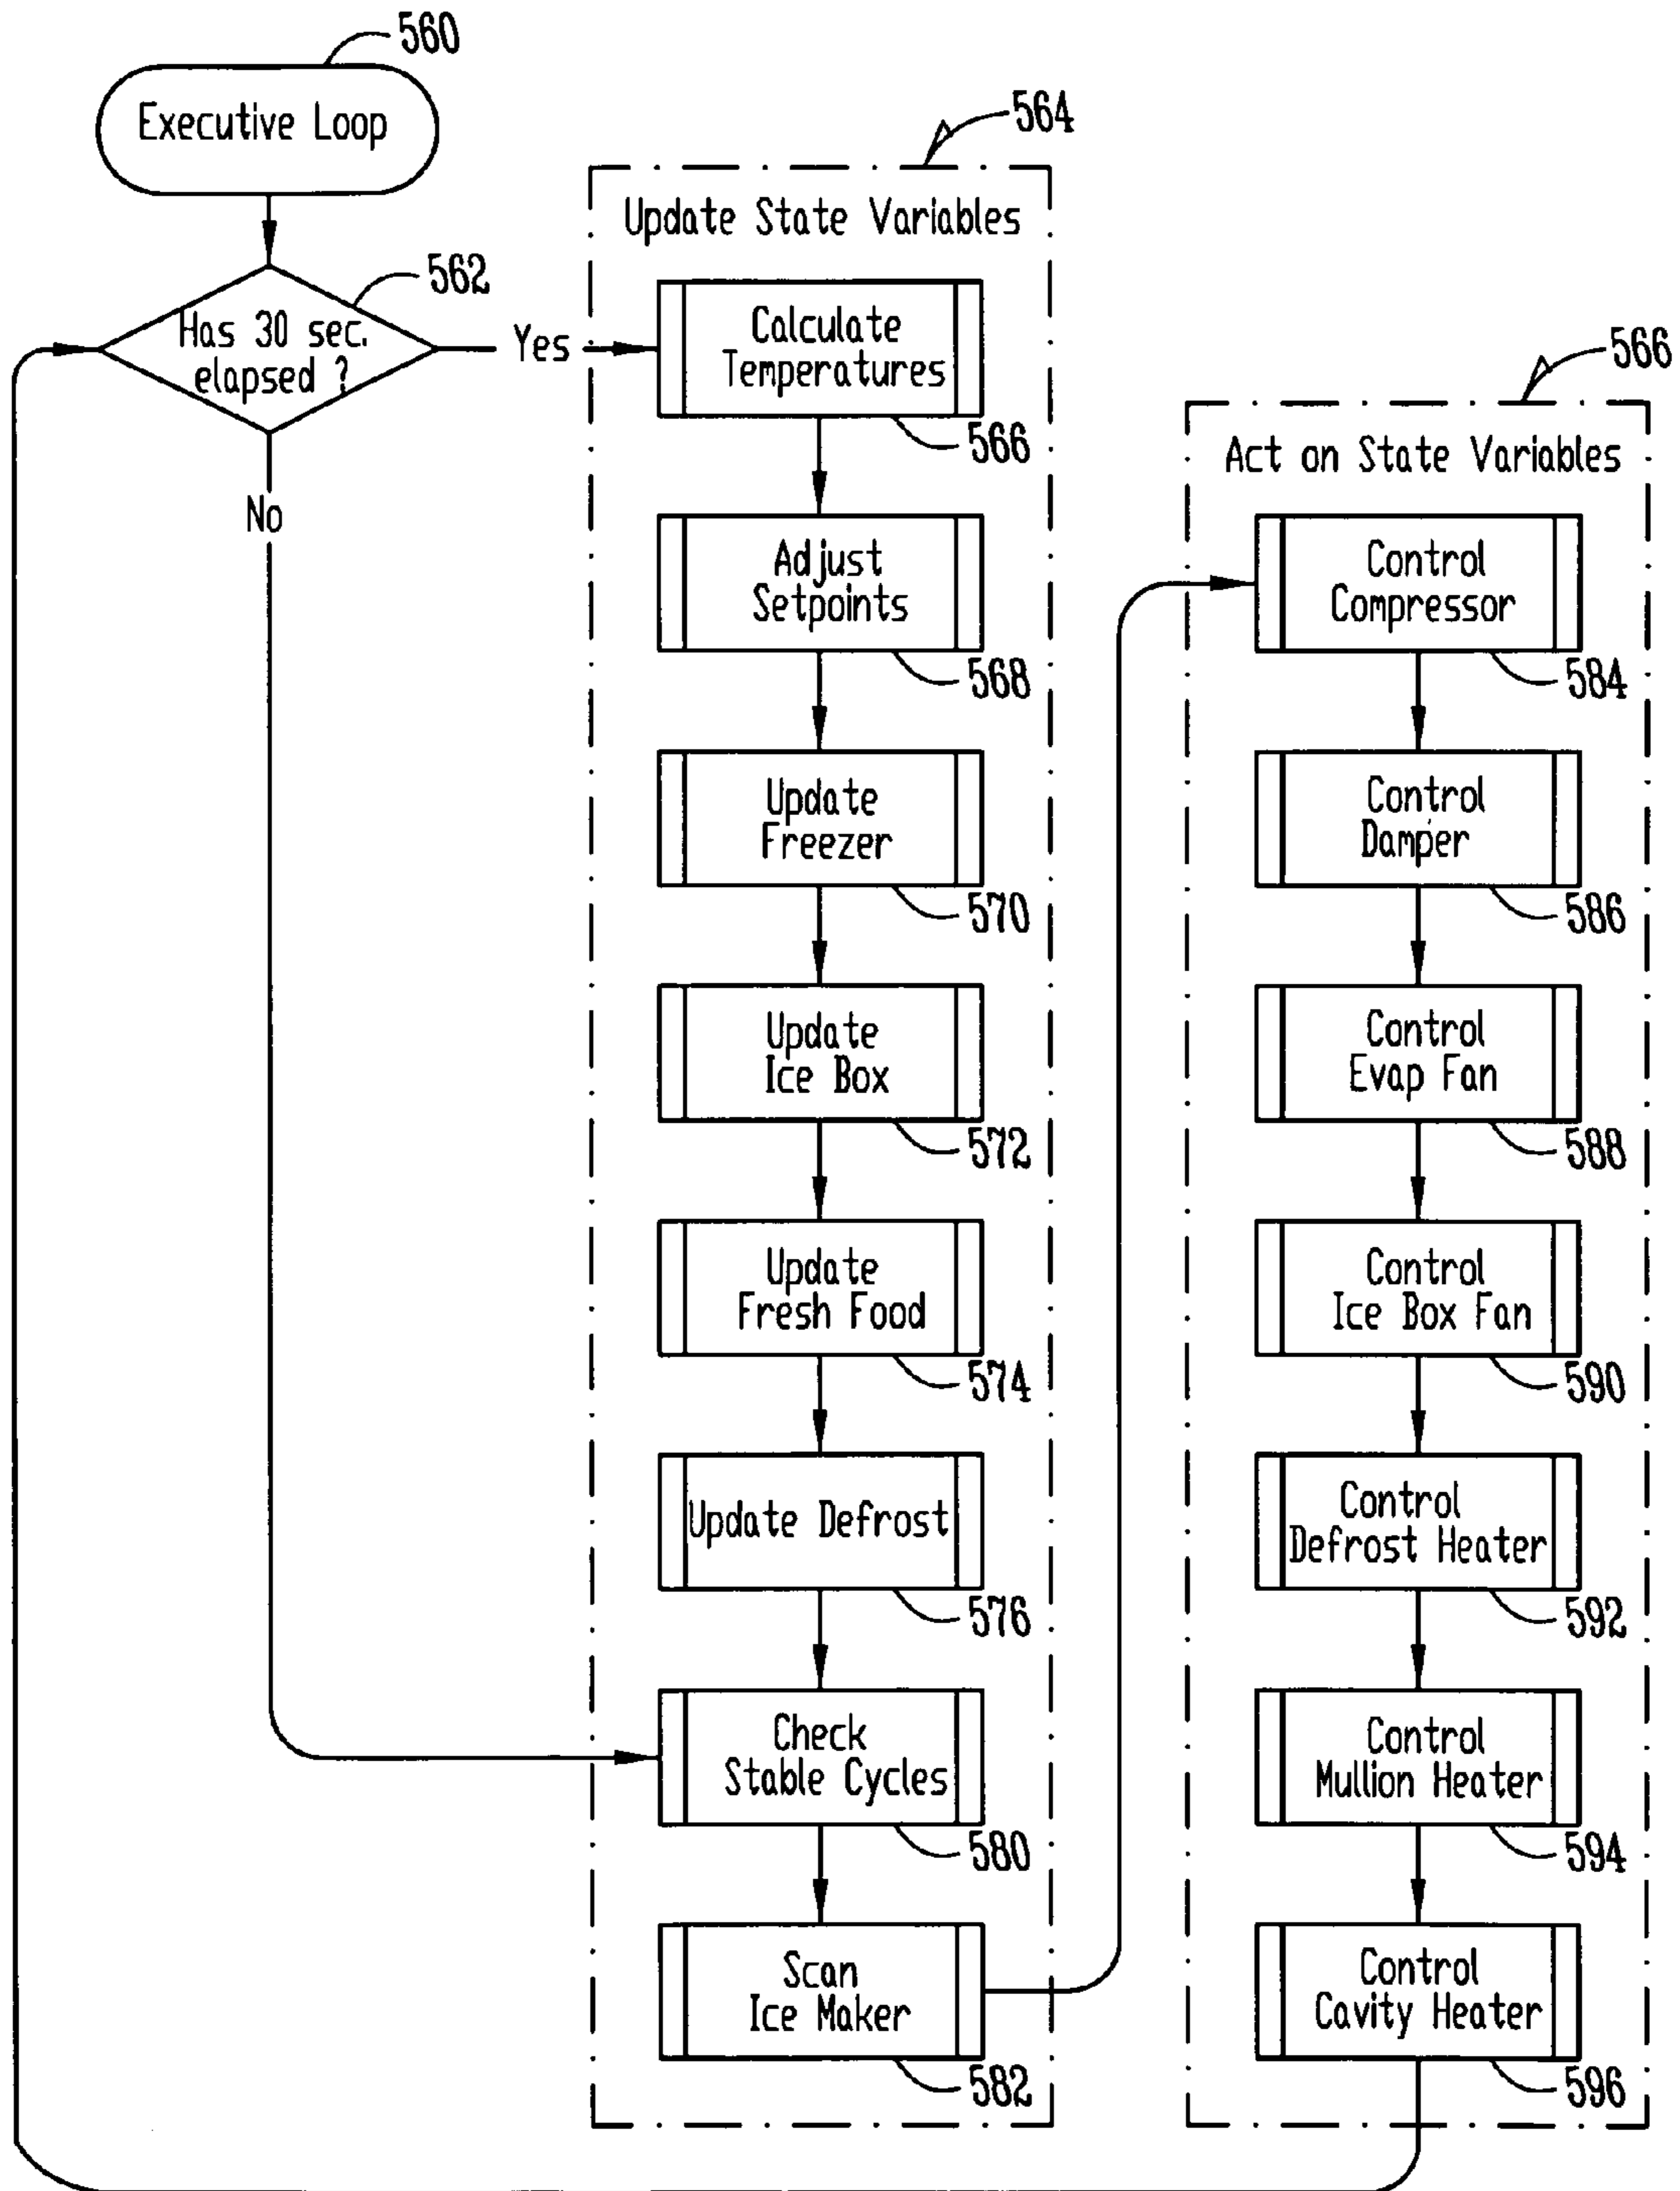 560
Executive Loop
562
Has 30 sec.
elapsed ?
Yes
No
564
Update State Variables
Calculate
Temperatures
566
Adjust
Setpoints
568
Update
Freezer
570
Update
Ice Box
572
Update
Fresh Food
574
Update Defrost
576
Check
Stable Cycles
580
Scan
Ice Maker
582
566
Act on State Variables
Control
Compressor
584
Control
Damper
586
Control
Evap Fan
588
Control
Ice Box Fan
590
Control
Defrost Heater
592
Control
Mullion Heater
594
Control
Cavity Heater
596